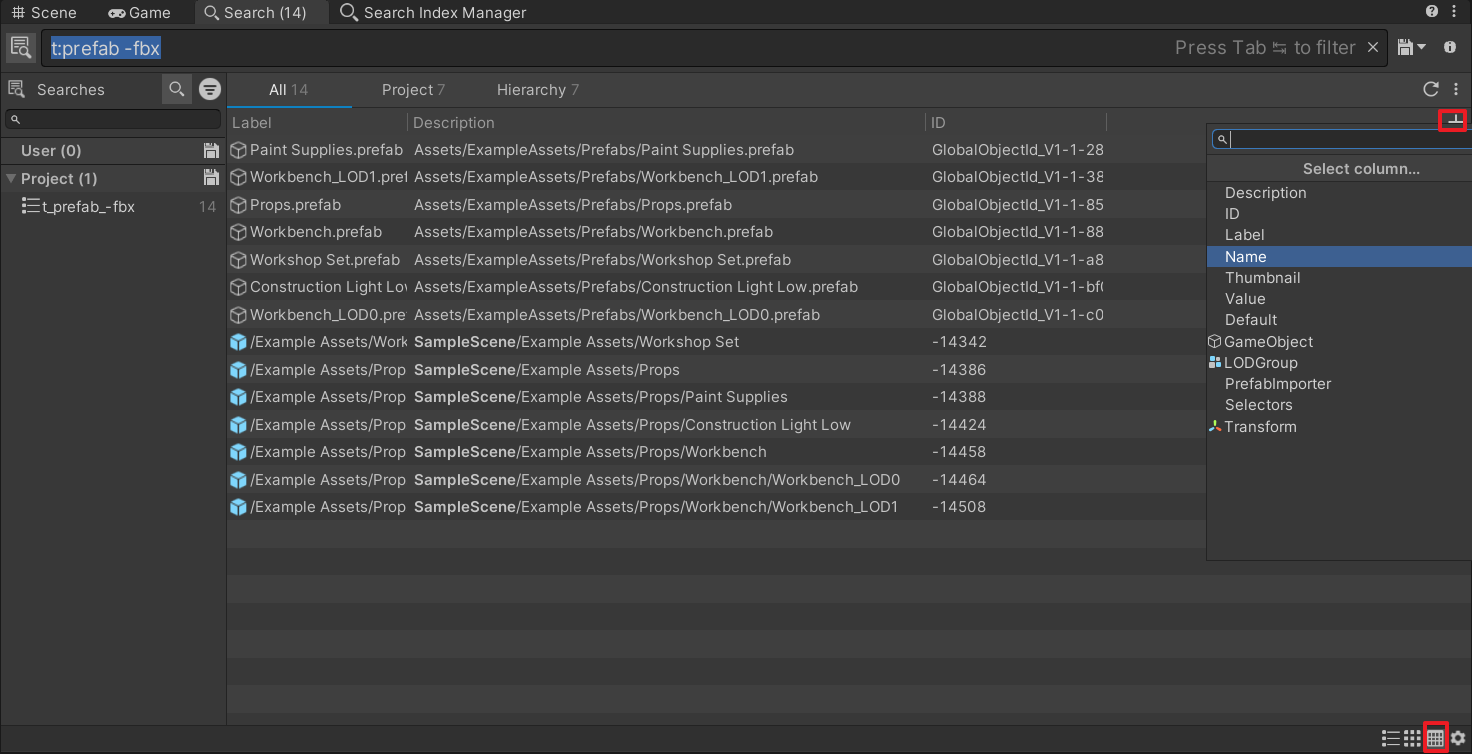 Scene Game Search (14) Search Index Manager
t:prefab -fbx Press Tab ↹ to filter
Searches All 14 Project 7 Hierarchy 7
Label Description ID
User (0)
Project (1)
t_prefab_-fbx 14
Paint Supplies.prefab Assets/ExampleAssets/Prefabs/Paint Supplies.prefab GlobalObjectId_V1-1-28
Workbench_LOD1.pref Assets/ExampleAssets/Prefabs/Workbench_LOD1.prefab GlobalObjectId_V1-1-38
Props.prefab Assets/ExampleAssets/Prefabs/Props.prefab GlobalObjectId_V1-1-85
Workbench.prefab Assets/ExampleAssets/Prefabs/Workbench.prefab GlobalObjectId_V1-1-88
Workshop Set.prefab Assets/ExampleAssets/Prefabs/Workshop Set.prefab GlobalObjectId_V1-1-a8
Construction Light Lov Assets/ExampleAssets/Prefabs/Construction Light Low.prefab GlobalObjectId_V1-1-bf0
Workbench_LOD0.pre Assets/ExampleAssets/Prefabs/Workbench_LOD0.prefab GlobalObjectId_V1-1-c0
/Example Assets/Work SampleScene/Example Assets/Workshop Set -14342
/Example Assets/Prop SampleScene/Example Assets/Props -14386
/Example Assets/Prop SampleScene/Example Assets/Props/Paint Supplies -14388
/Example Assets/Prop SampleScene/Example Assets/Props/Construction Light Low -14424
/Example Assets/Prop SampleScene/Example Assets/Props/Workbench -14458
/Example Assets/Prop SampleScene/Example Assets/Props/Workbench/Workbench_LOD0 -14464
/Example Assets/Prop SampleScene/Example Assets/Props/Workbench/Workbench_LOD1 -14508
Select column...
Description
ID
Label
Name
Thumbnail
Value
Default
GameObject
LODGroup
PrefabImporter
Selectors
Transform